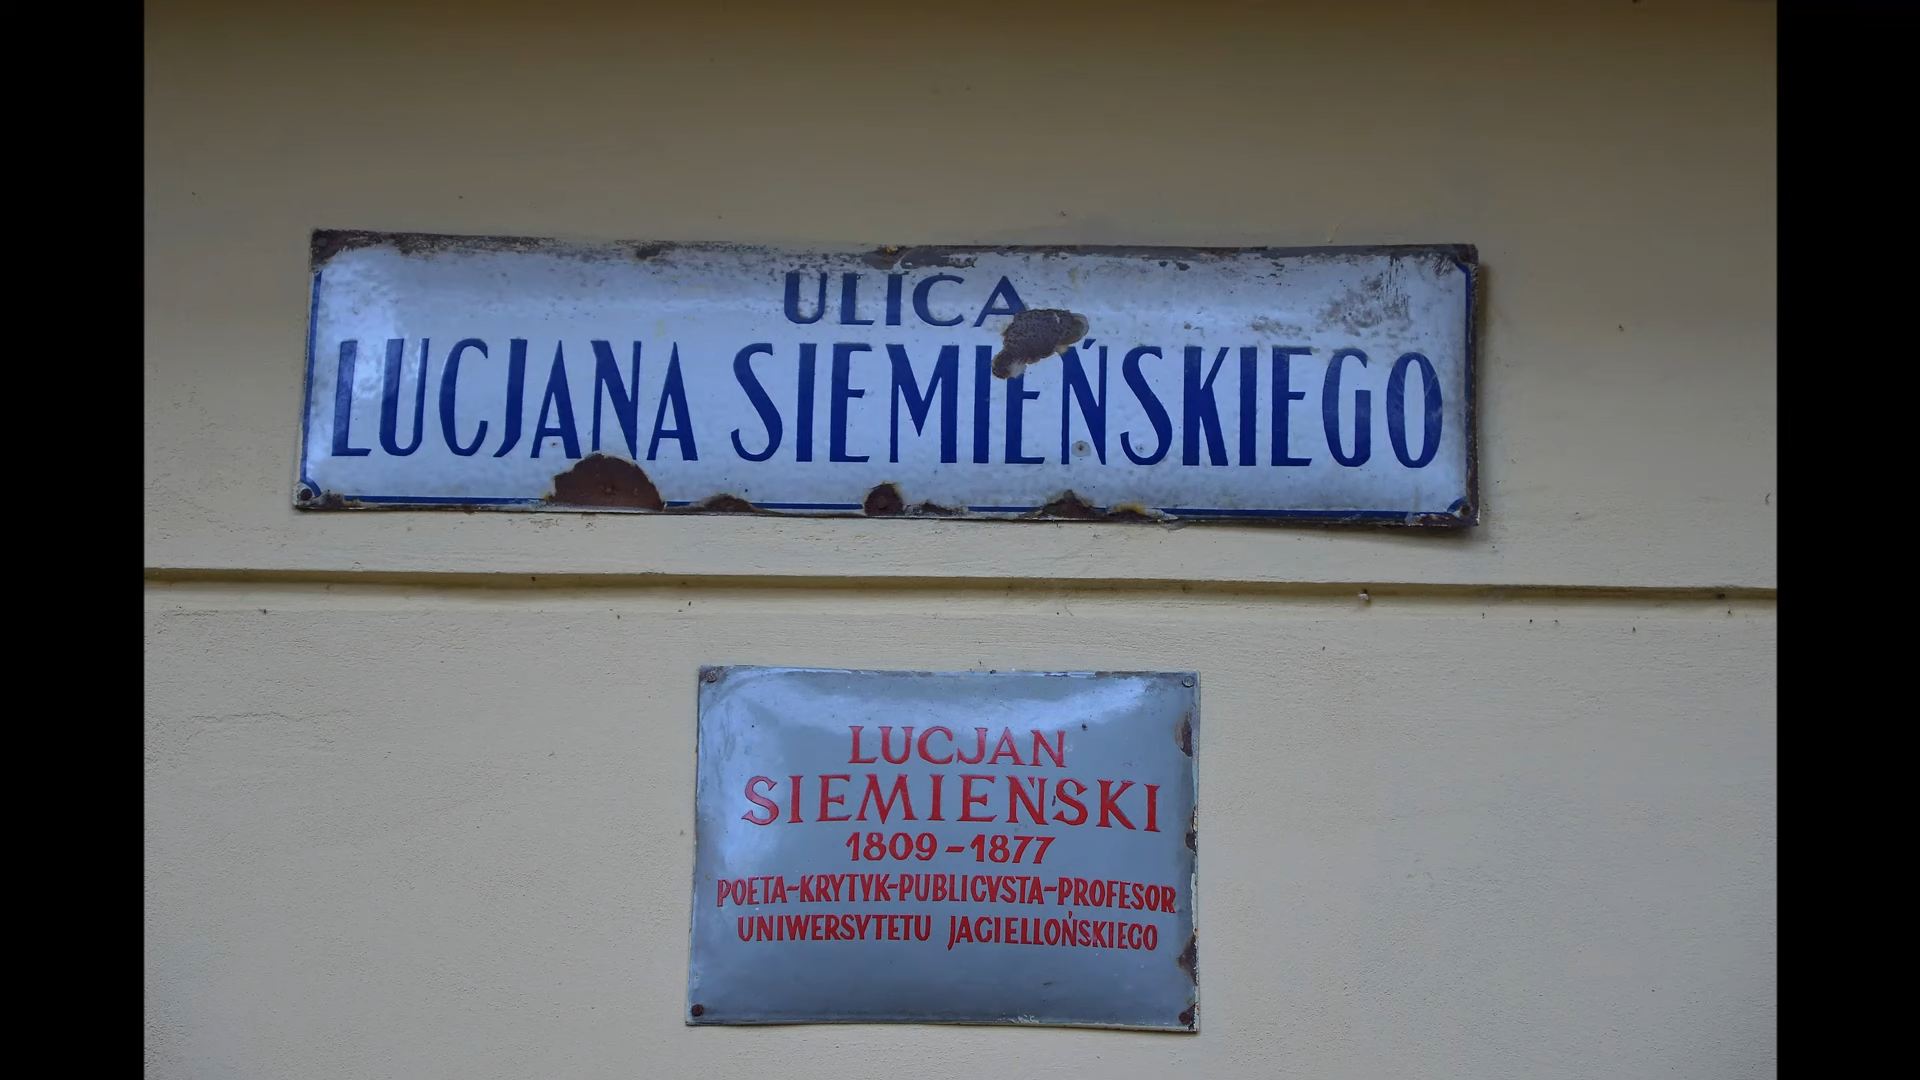 ULICA
LUCJANA SIEMIEŃSKIEGO
LUCJAN
SIEMIEŃSKI
1809-1877
POETA-KRYTYK-PUBLICYSTA-PROFESOR
UNIWERSYTETU JAGIELLOŃSKIEGO